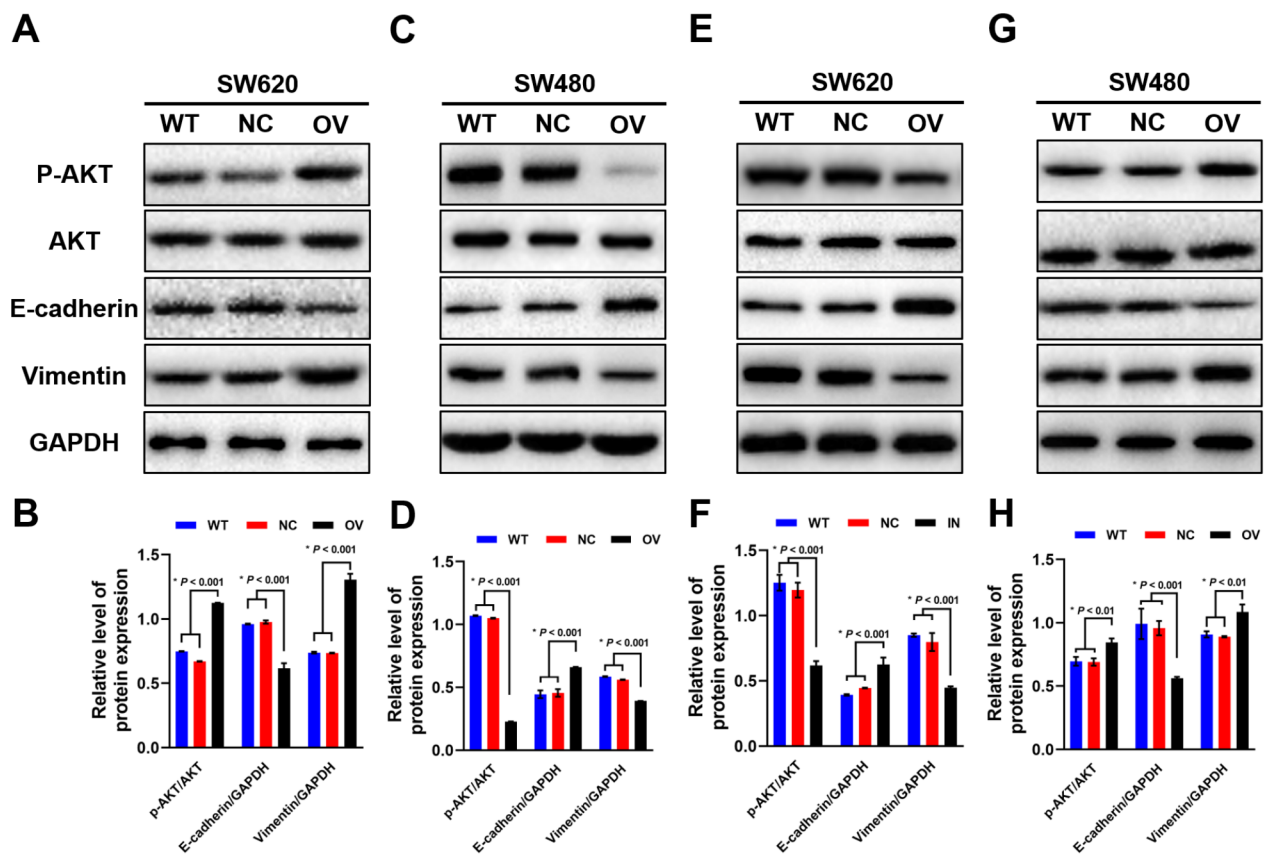 A C E G
SW620 SW480 SW620 SW480
WT NC OV WT NC OV WT NC OV WT NC OV
P-AKT
AKT
E-cadherin
Vimentin
GAPDH
B
WT NC OV
Relative level of
protein expression
1.5
1.0
0.5
0.0
* P < 0.001
* P < 0.001
* P < 0.001
p-AKT/AKT
E-cadherin/GAPDH
Vimentin/GAPDH
D
WT NC OV
Relative level of
protein expression
1.5
1.0
0.5
0.0
* P < 0.001
* P < 0.001
* P < 0.001
p-AKT/AKT
E-cadherin/GAPDH
Vimentin/GAPDH
F
WT NC IN
Relative level of
protein expression
1.5
1.0
0.5
0.0
* P < 0.001
* P < 0.001
* P < 0.001
p-AKT/AKT
E-cadherin/GAPDH
Vimentin/GAPDH
H
WT NC OV
Relative level of
protein expression
1.5
1.0
0.5
0.0
* P < 0.01
* P < 0.001
* P < 0.01
p-AKT/AKT
E-cadherin/GAPDH
Vimentin/GAPDH